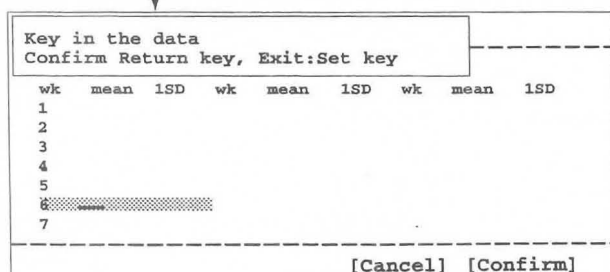 Key in the data
Confirm Return key, Exit:Set key
wk mean 1SD wk mean 1SD wk mean 1SD
1
2
3
4
5
6
7
[Cancel] [Confirm]